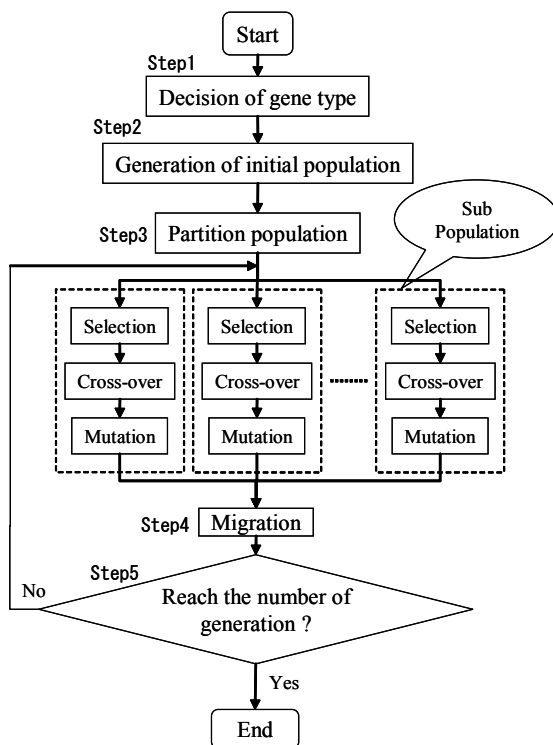 Start
Step1
Decision of gene type
Step2
Generation of initial population
Sub
Population
Step3
Partition population
Selection
Selection
Selection
Cross-over
Cross-over
Cross-over
Mutation
Mutation
Mutation
Step4
Migration
Step5
No
Reach the number of
generation ?
Yes
End